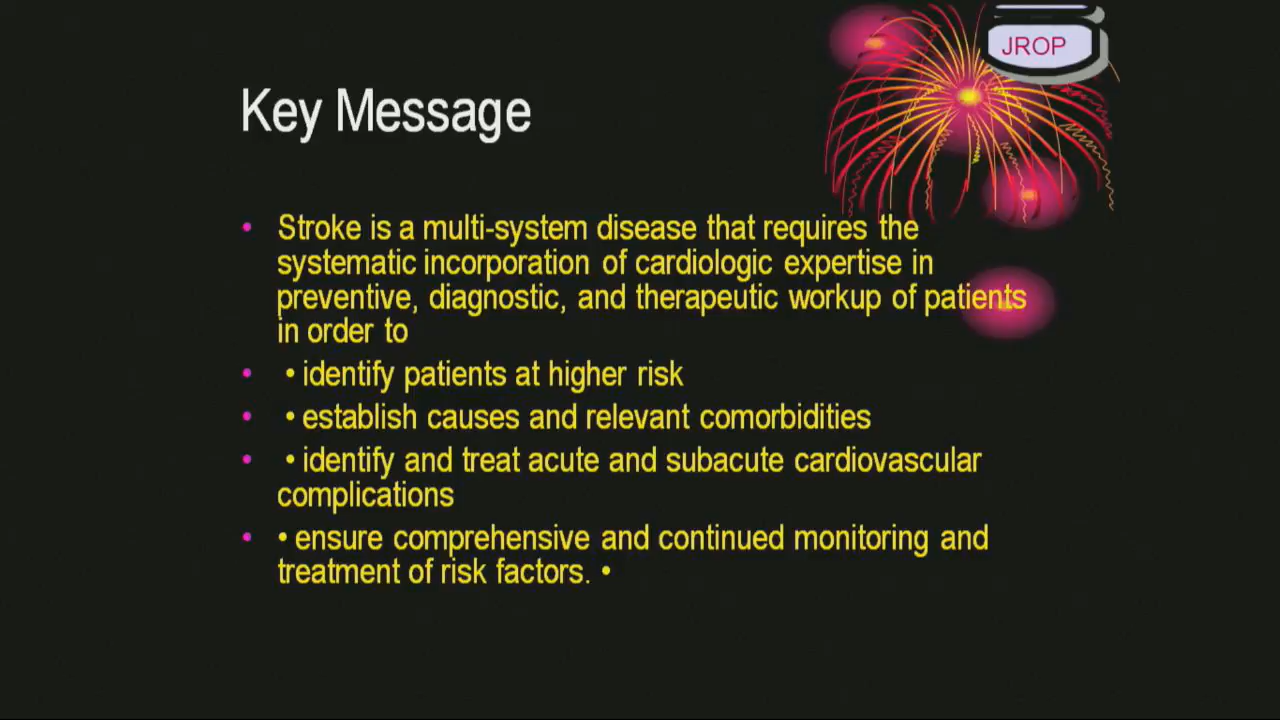 JROP
Key Message
• Stroke is a multi-system disease that requires the
systematic incorporation of cardiologic expertise in
preventive, diagnostic, and therapeutic workup of patients
in order to
• • identify patients at higher risk
• • establish causes and relevant comorbidities
• • identify and treat acute and subacute cardiovascular
complications
• • ensure comprehensive and continued monitoring and
treatment of risk factors. •